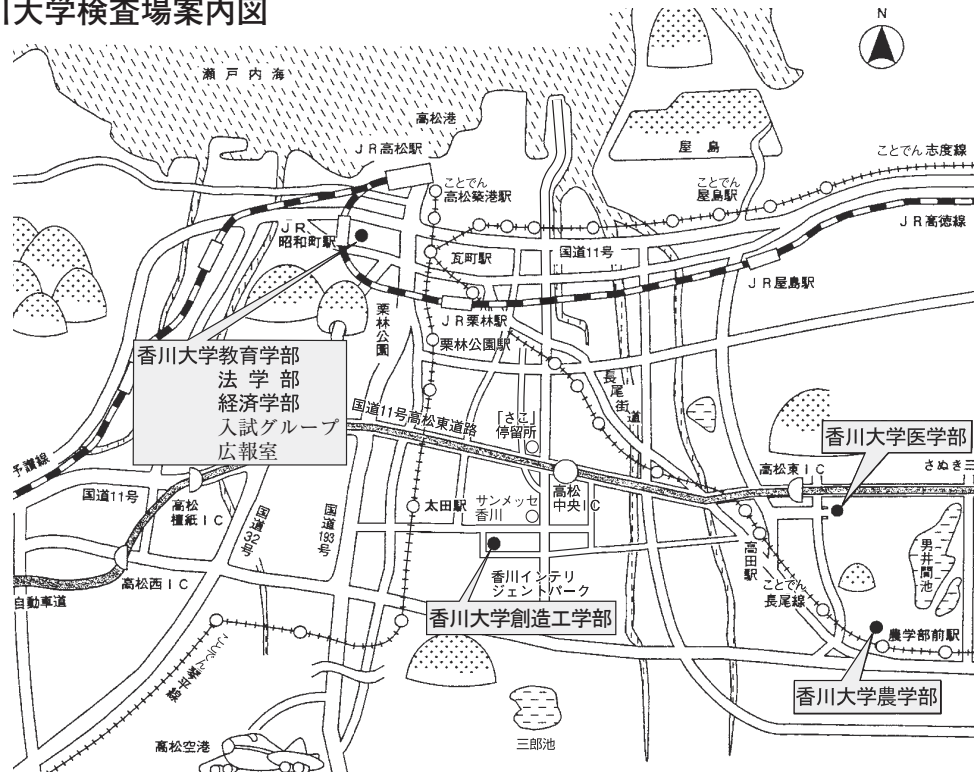 川大学検査場案内図
N
瀬戸内海
高松港
JR高松駅
屋島
ことでん 志度線
ことでん
高松築港駅
ことでん
屋島駅
JR高徳線
JR
昭和町駅
瓦町駅
国道11号
JR屋島駅
栗林公園
JR栗林駅
栗林公園駅
香川大学教育学部
法学部
経済学部
入試グループ
広報室
長尾街道
国道11号高松東道路
「さこ」
停留所
香川大学医学部
予讃線
高松東IC
さぬき三
国道11号
高松
檀紙IC
国道32号
国道193号
太田駅
サンメッセ
香川
高松
中央IC
男井間池
高田駅
高松西IC
自動車道
香川インテリ
ジェントパーク
ことでん
長尾線
香川大学創造工学部
農学部前駅
ことでん琴平線
香川大学農学部
高松空港
三郎池